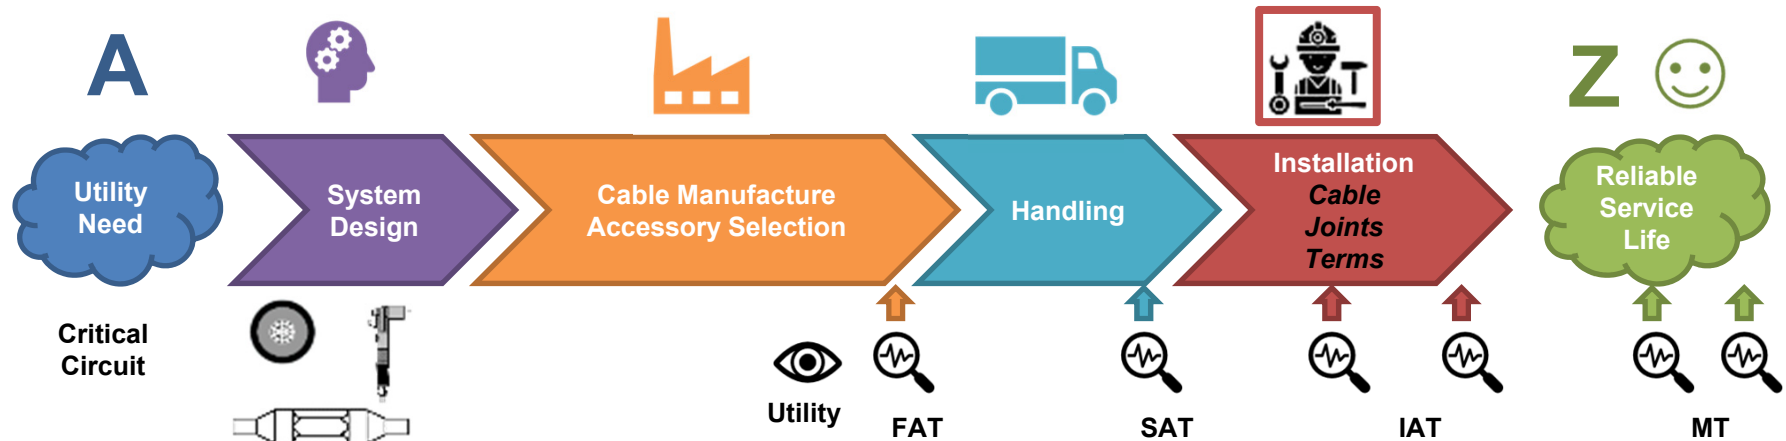 A
Z
Utility
Need
System
Design
Cable Manufacture
Accessory Selection
Handling
Installation
Cable
Joints
Terms
Reliable
Service
Life
Critical
Circuit
Utility
FAT
SAT
IAT
MT